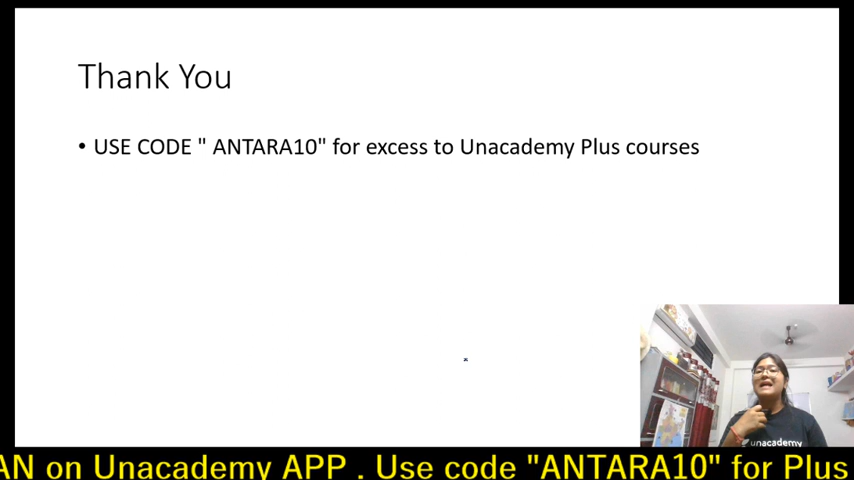 Thank You
• USE CODE " ANTARA10" for excess to Unacademy Plus courses
unacademy
AN on Unacademy APP . Use code "ANTARA10" for Plus